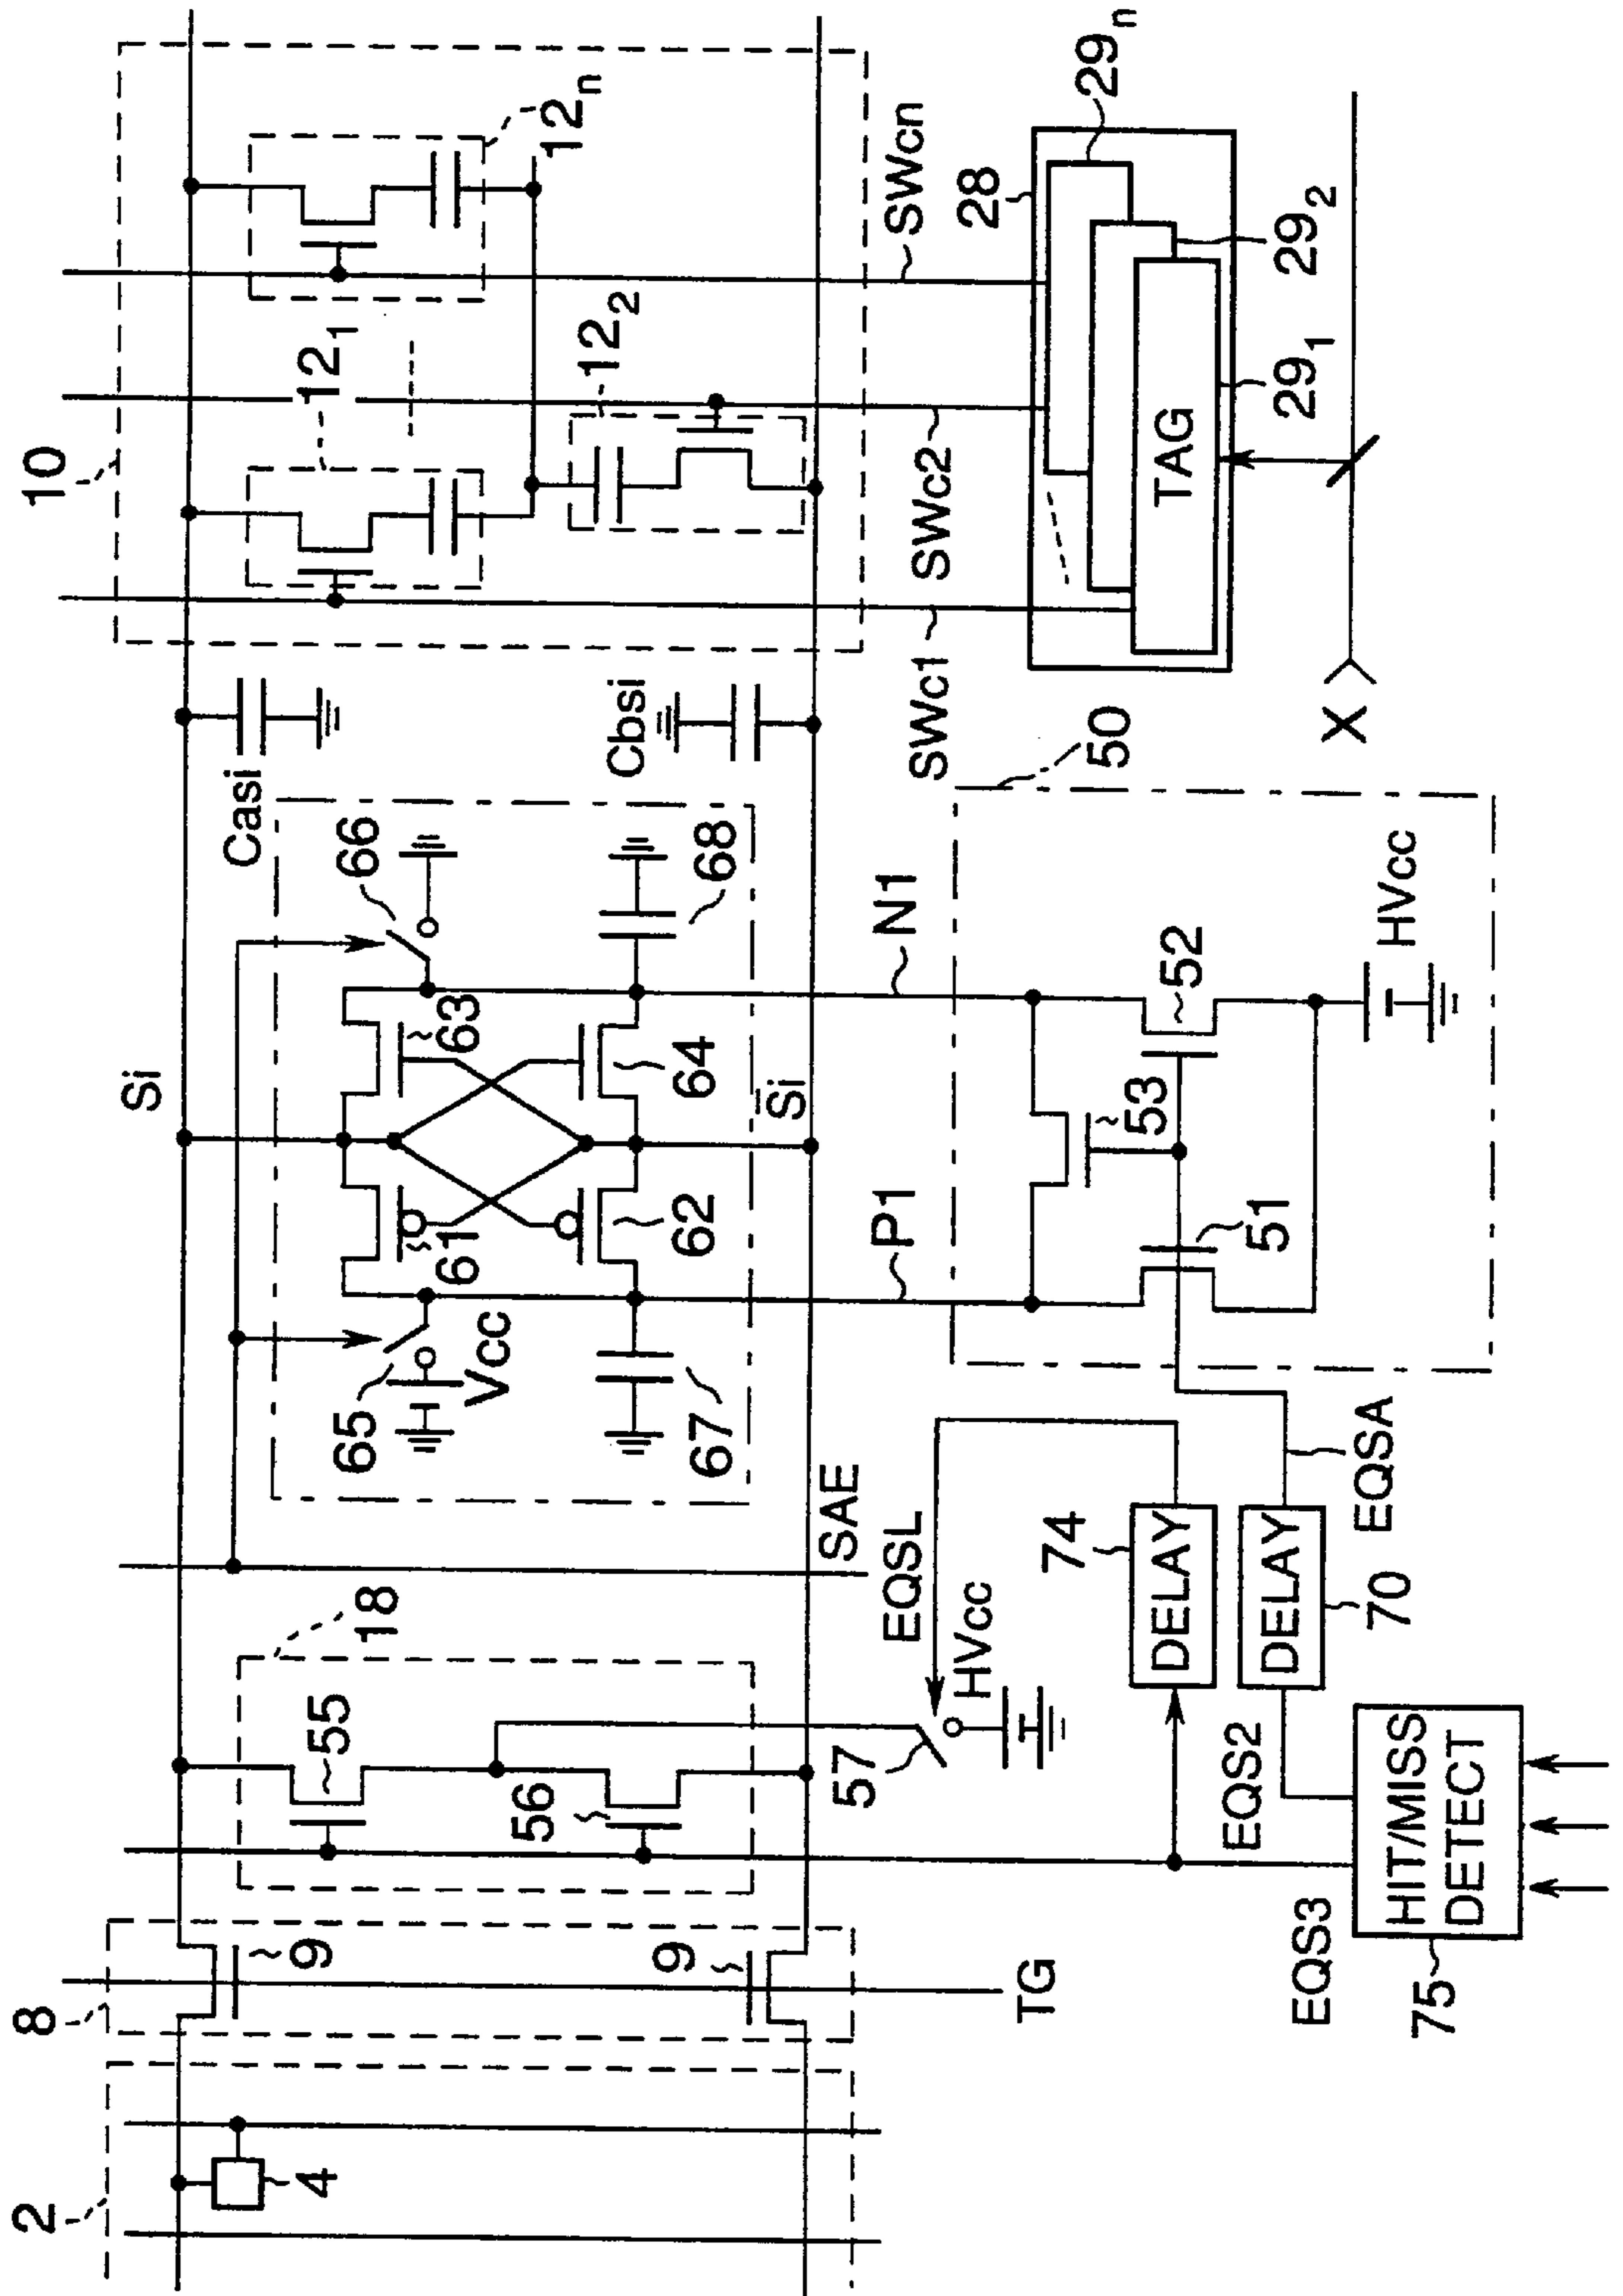 10
12₁
12₂
12n
Casi
Cbsi
SWc1
SWc2
SWcn
28
29n
29₂
29₁
TAG
X
50
Si
S̅i
66
63
64
68
61
62
65
Vcc
67
N1
P1
52
53
51
HVcc
SAE
EQSL
EQSA
74
DELAY
DELAY
70
18
55
56
57
HVcc
EQS2
EQS3
HIT/MISS
DETECT
75
8
9
9
TG
2
4